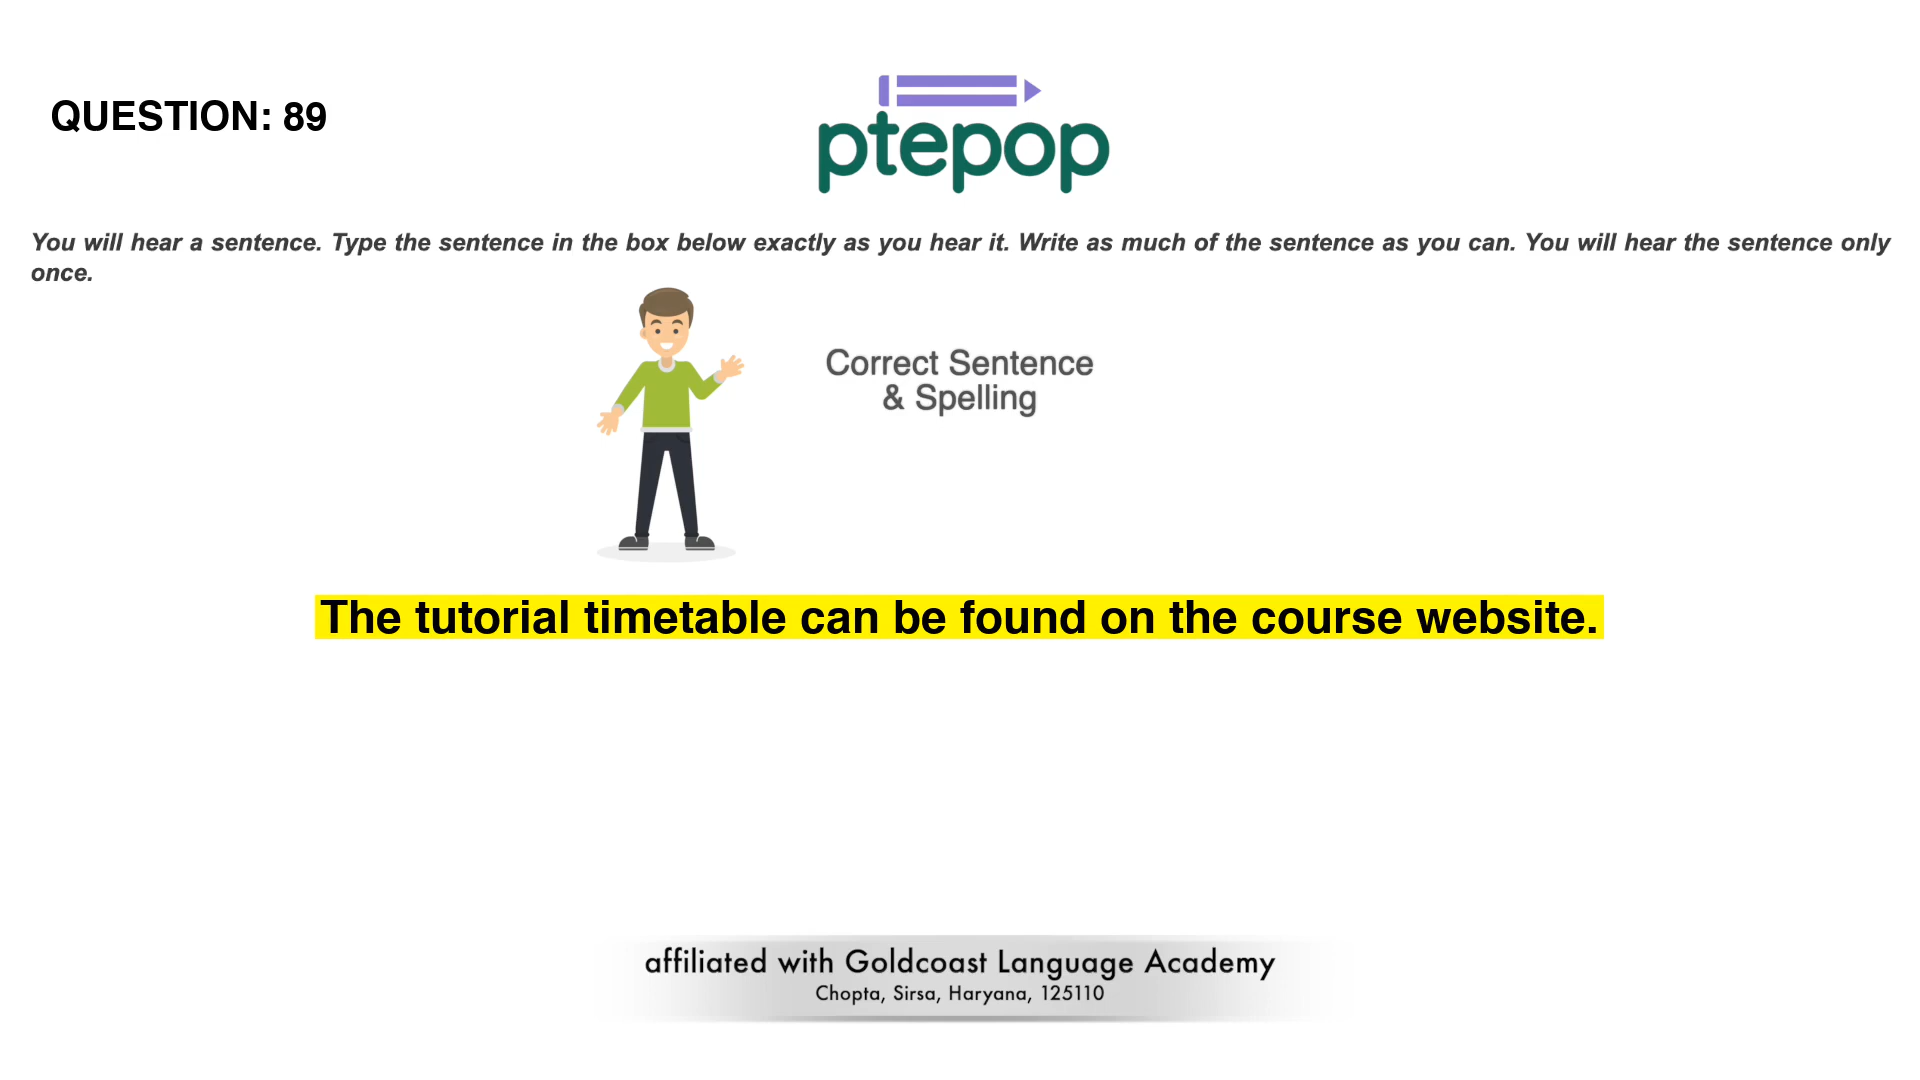 QUESTION: 89
ptepop
You will hear a sentence. Type the sentence in the box below exactly as you hear it. Write as much of the sentence as you can. You will hear the sentence only
once.
Correct Sentence
& Spelling
The tutorial timetable can be found on the course website.
affiliated with Goldcoast Language Academy
Chopta, Sirsa, Haryana, 125110